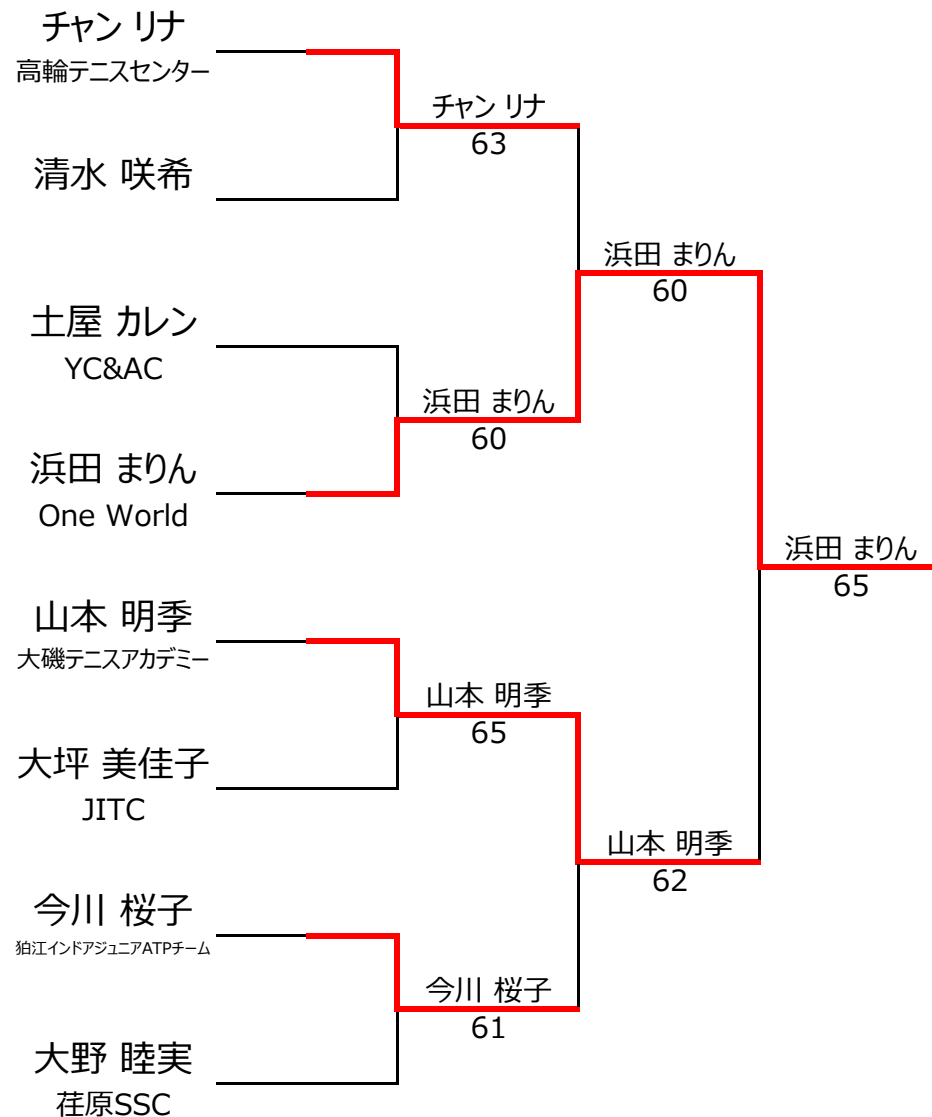 チャン リナ
高輪テニスセンター
チャン リナ
63
清水 咲希
浜田 まりん
60
土屋 カレン
YC&AC
浜田 まりん
60
浜田 まりん
One World
浜田 まりん
65
山本 明季
大磯テニスアカデミー
山本 明季
65
大坪 美佳子
JITC
山本 明季
62
今川 桜子
狛江インドアジュニアATPチーム
今川 桜子
61
大野 睦実
荏原SSC